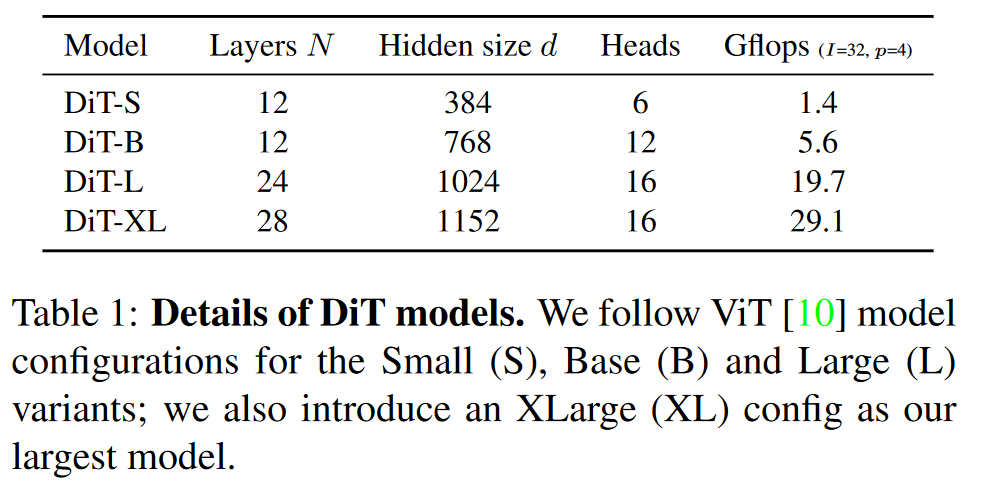 Model Layers N Hidden size d Heads Gflops (I=32, p=4)
DiT-S 12 384 6 1.4
DiT-B 12 768 12 5.6
DiT-L 24 1024 16 19.7
DiT-XL 28 1152 16 29.1
Table 1: Details of DiT models. We follow ViT [10] model
configurations for the Small (S), Base (B) and Large (L)
variants; we also introduce an XLarge (XL) config as our
largest model.